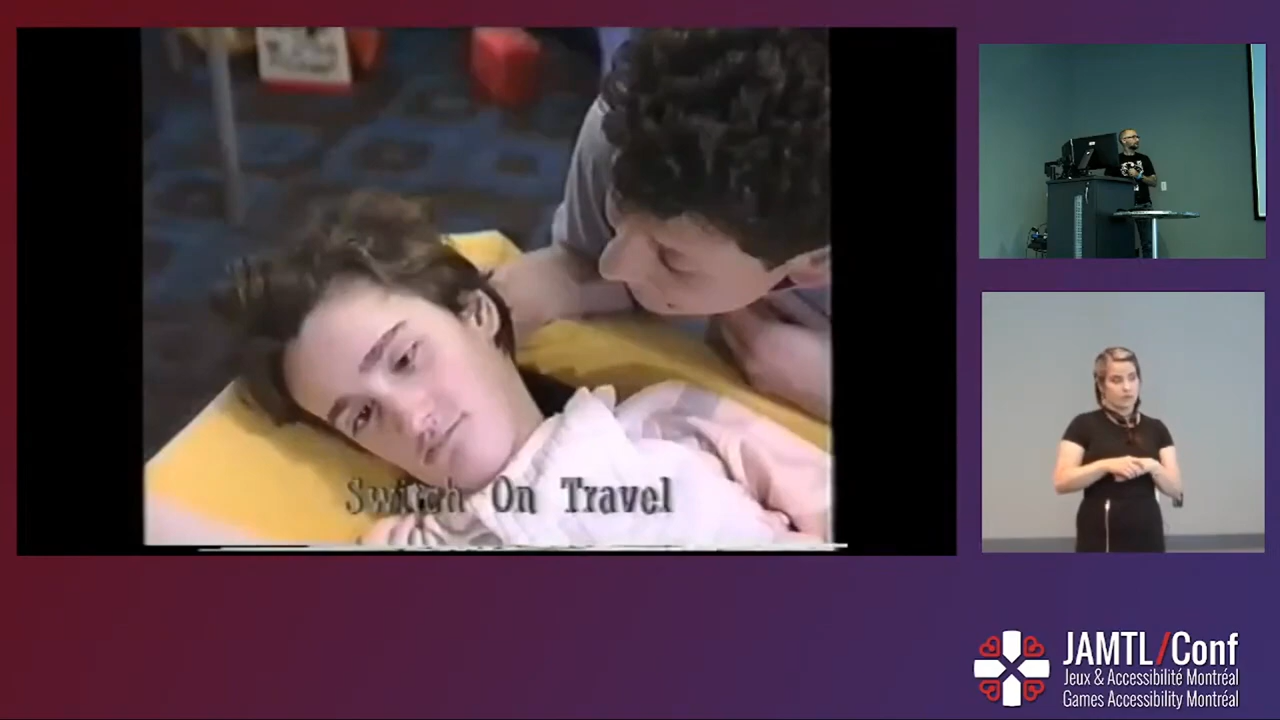 Switch On Travel
JAMTL/Conf
Jeux & Accessibilité Montréal
Games Accessibility Montréal